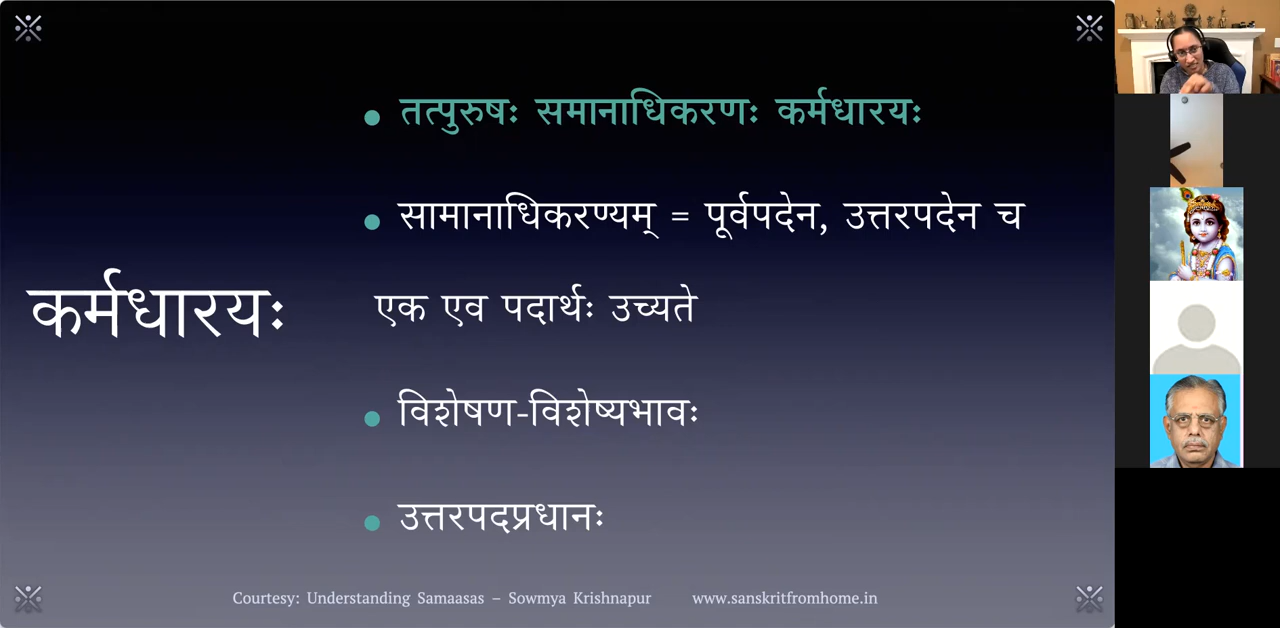 कर्मधारयः
तत्पुरुषः समानाधिकरणः कर्मधारयः
सामानाधिकरण्यम् = पूर्वपदेन, उत्तरपदेन च
एक एव पदार्थः उच्यते
विशेषण-विशेष्यभावः
उत्तरपदप्रधानः
Courtesy: Understanding Samaasas – Sowmya Krishnapur www.sanskritfromhome.in